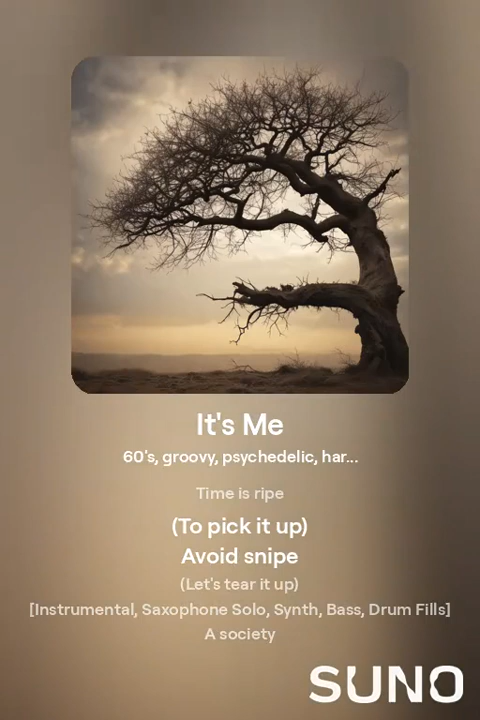 It's Me
60's, groovy, psychedelic, har...
Time is ripe
(To pick it up)
Avoid snipe
(Let's tear it up)
[Instrumental, Saxophone Solo, Synth, Bass, Drum Fills]
A society
SUNO